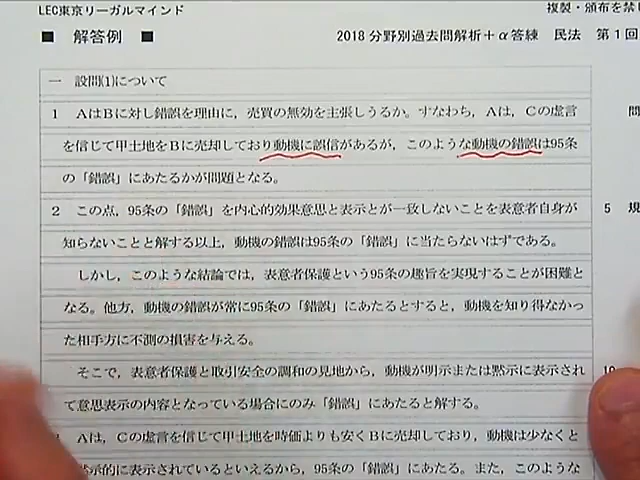 LEC東京リーガルマインド
複製・頒布を禁じ
■ 解答例 ■
2018 分野別過去問解析+α答練 民法 第1回
一 設問(1)について
1 AはBに対し錯誤を理由に，売買の無効を主張しうるか。すなわち，Aは，Cの虚言
を信じて甲土地をBに売却しており動機に誤信があるが，このような動機の錯誤は95条
の「錯誤」にあたるかが問題となる。
問
2 この点，95条の「錯誤」を内心的効果意思と表示とが一致しないことを表意者自身が
5 規
知らないことと解する以上，動機の錯誤は95条の「錯誤」に当たらないはずである。
しかし，このような結論では，表意者保護という95条の趣旨を実現することが困難と
なる。他方，動機の錯誤が常に95条の「錯誤」にあたるとすると，動機を知り得なかっ
た相手方に不測の損害を与える。
そこで，表意者保護と取引安全の調和の見地から，動機が明示または黙示に表示され
10
て意思表示の内容となっている場合にのみ「錯誤」にあたると解する。
Aは，Cの虚言を信じて甲土地を時価よりも安くBに売却しており，動機は少なくと
黙示的に表示されているといえるから，95条の「錯誤」にあたる。また，このような